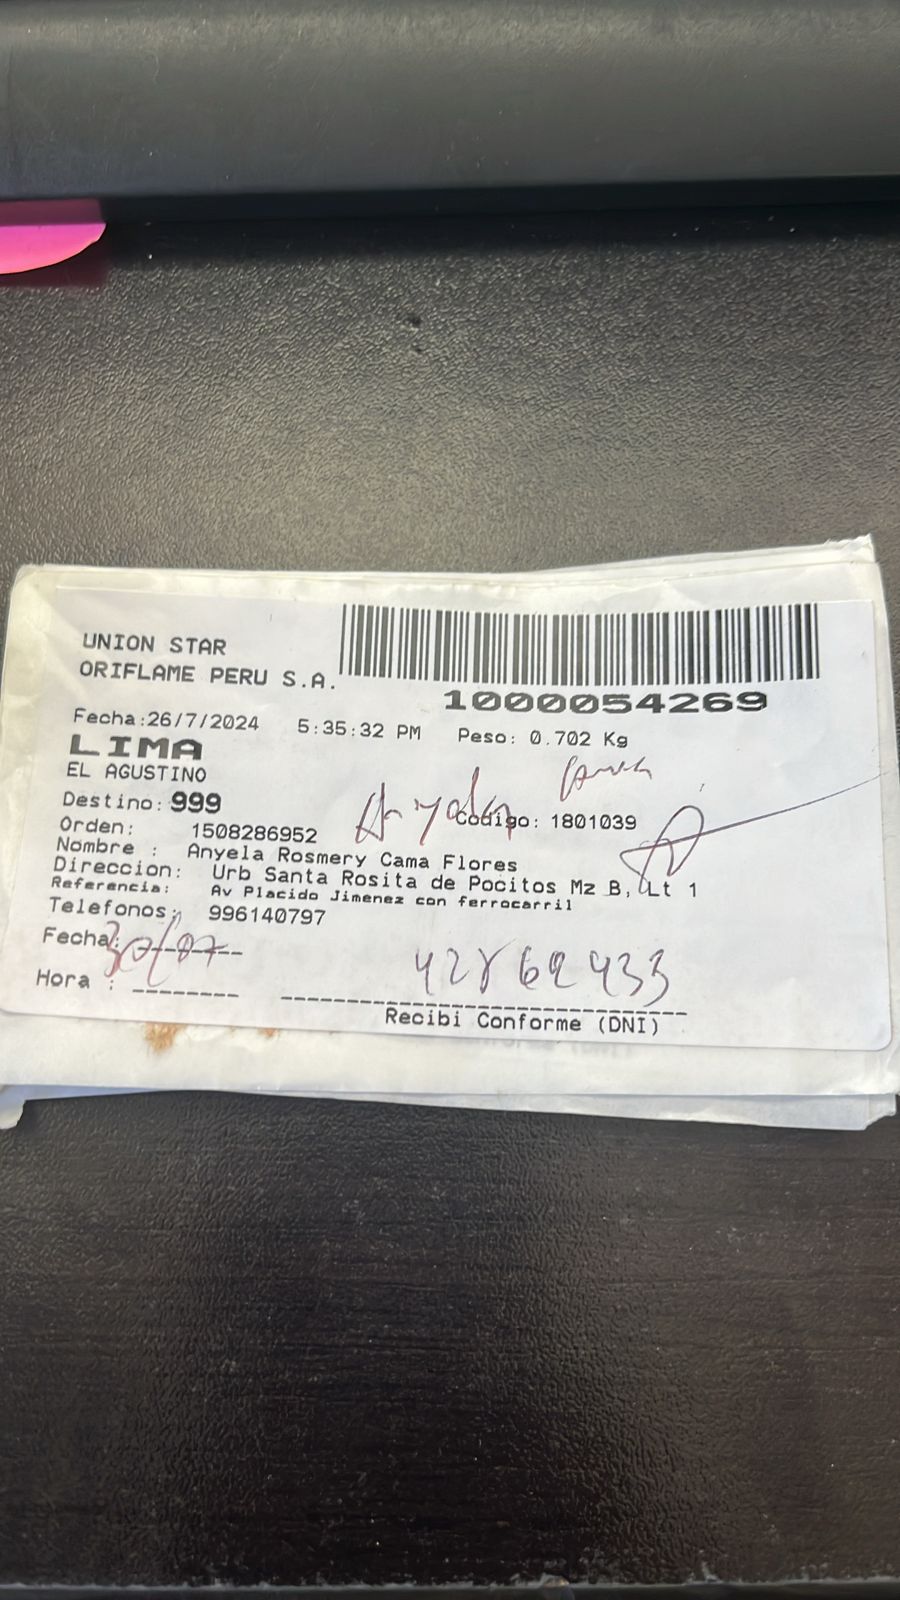 UNION STAR
ORIFLAME PERU S.A.
1000054269
Fecha:26/7/2024 5:35:32 PM Peso: 0.702 Kg
LIMA
EL AGUSTINO
Destino: 999
Anyela Cama
Codigo: 1801039
Orden: 1508286952
Nombre : Anyela Rosmery Cama Flores
Direccion: Urb Santa Rosita de Pocitos Mz B, Lt 1
Referencia: Av Placido Jimenez con ferrocarril
Telefonos: 996140797
Fecha: 30/07
Hora :
Recibi Conforme (DNI)